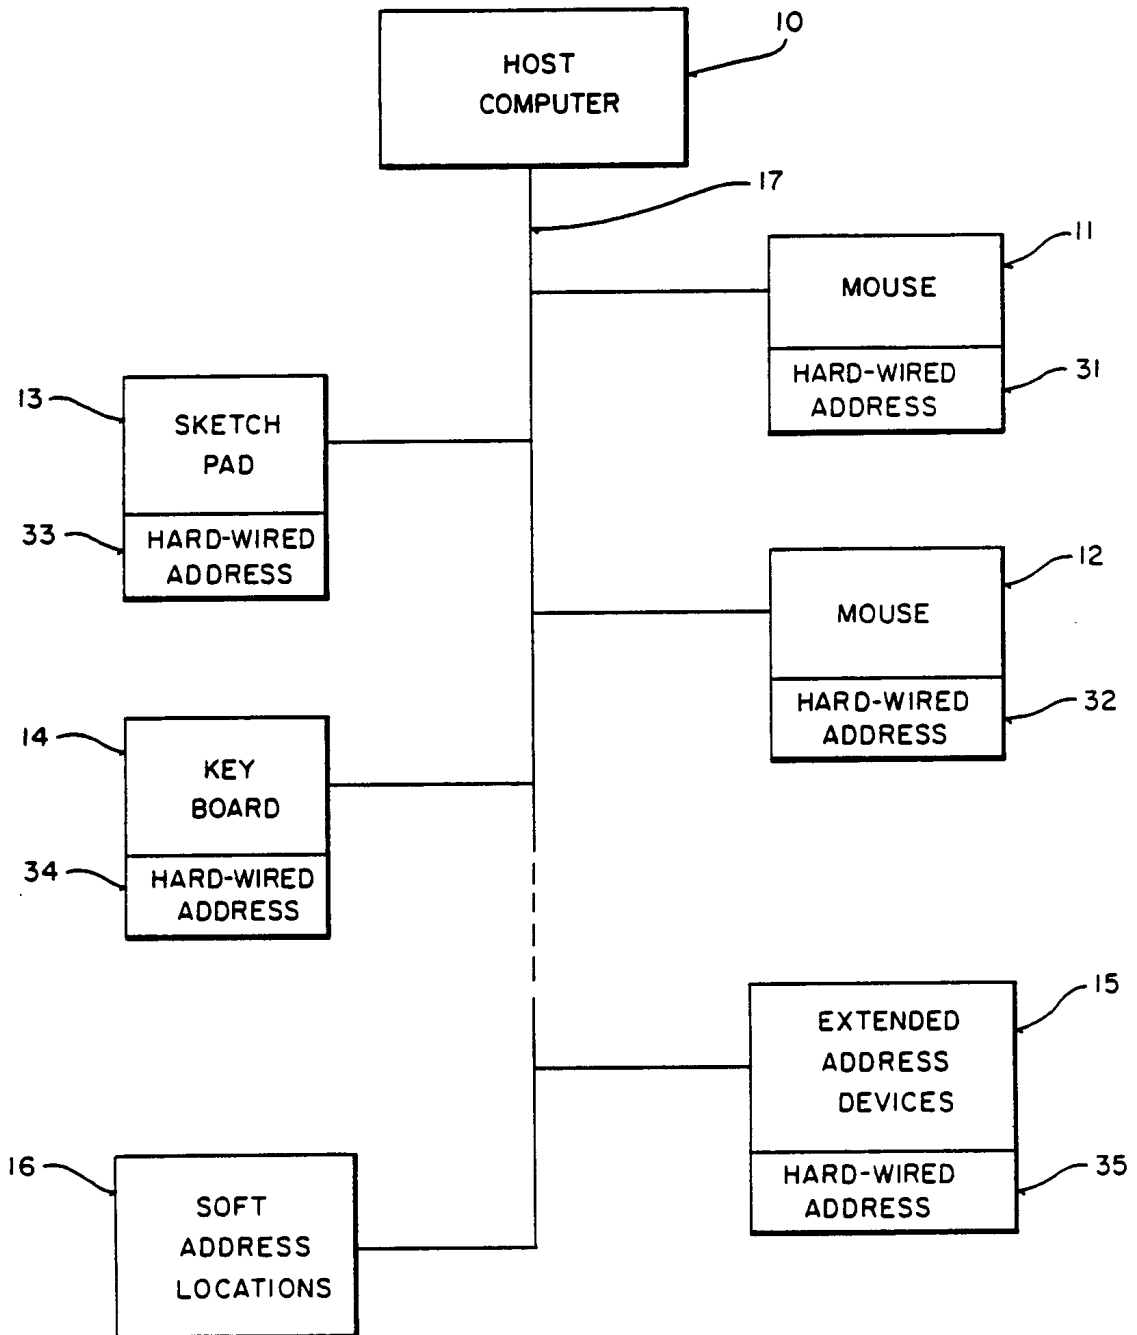 HOST
COMPUTER
10
17
MOUSE
11
HARD-WIRED
ADDRESS
31
13
SKETCH
PAD
33
HARD-WIRED
ADDRESS
MOUSE
12
HARD-WIRED
ADDRESS
32
14
KEY
BOARD
34
HARD-WIRED
ADDRESS
EXTENDED
ADDRESS
DEVICES
15
HARD-WIRED
ADDRESS
35
16
SOFT
ADDRESS
LOCATIONS